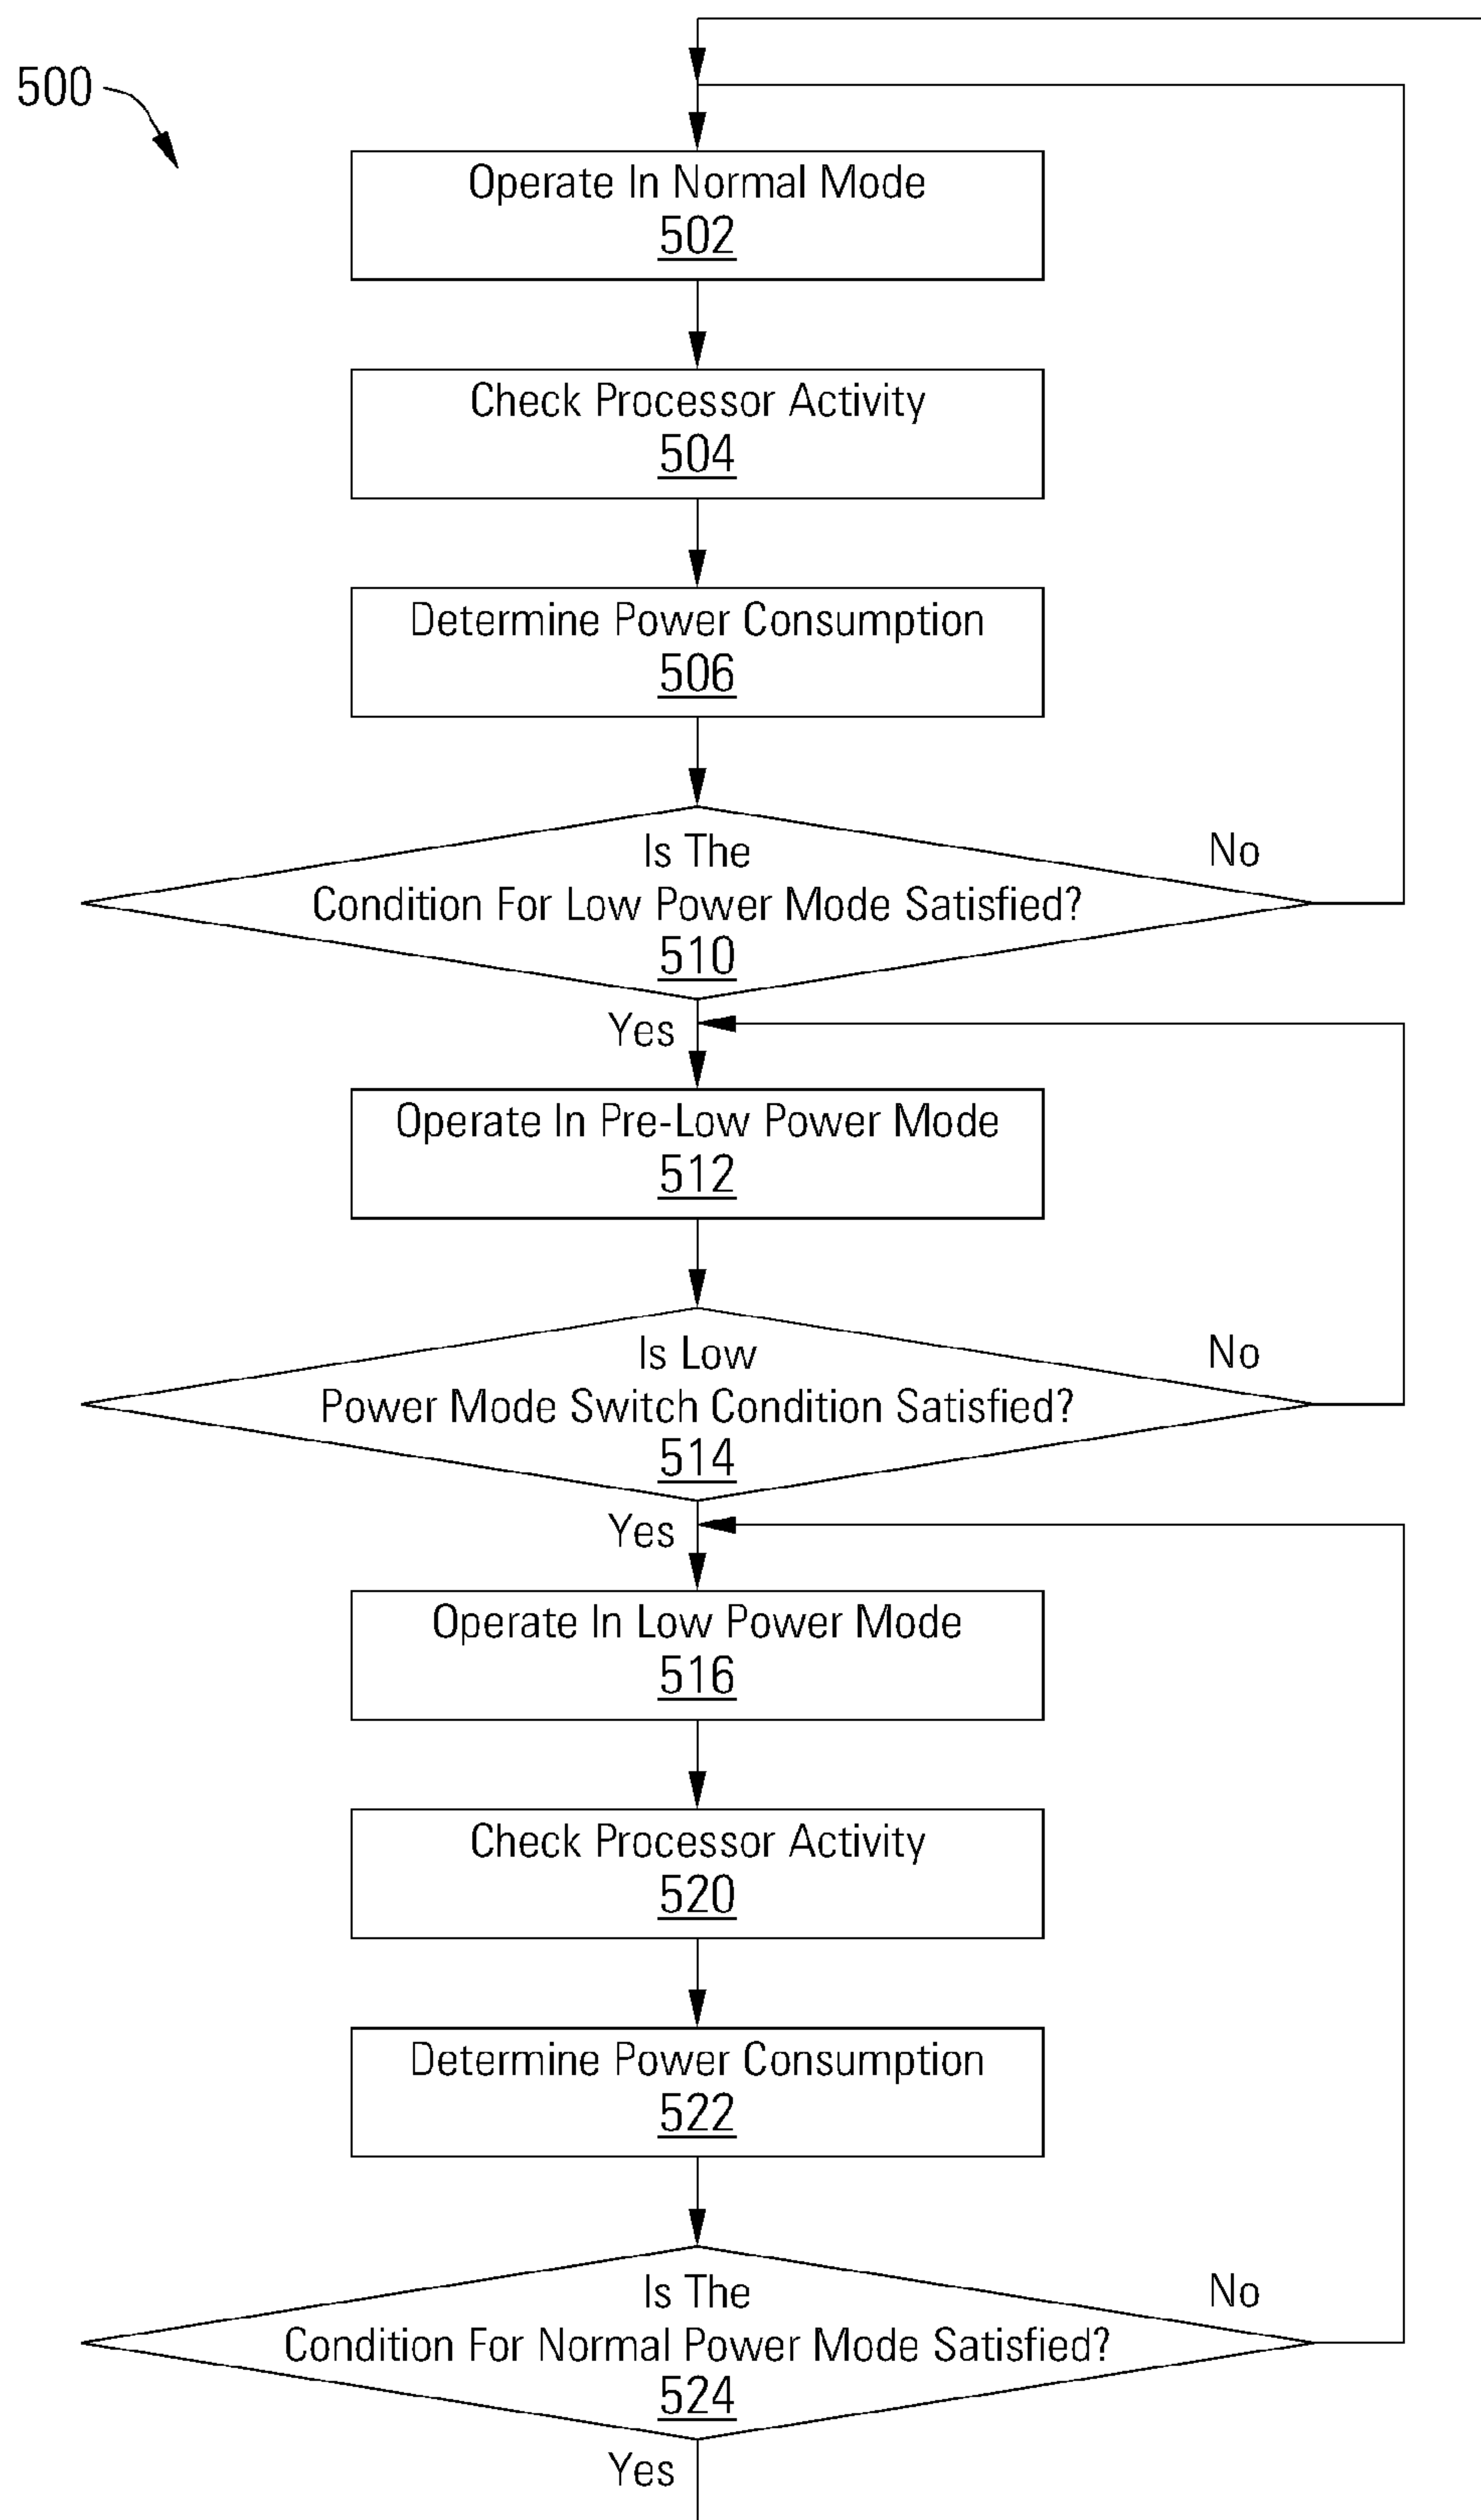 500
Operate In Normal Mode
502
Check Processor Activity
504
Determine Power Consumption
506
Is The
Condition For Low Power Mode Satisfied?
510
No
Yes
Operate In Pre-Low Power Mode
512
Is Low
Power Mode Switch Condition Satisfied?
514
No
Yes
Operate In Low Power Mode
516
Check Processor Activity
520
Determine Power Consumption
522
Is The
Condition For Normal Power Mode Satisfied?
524
No
Yes